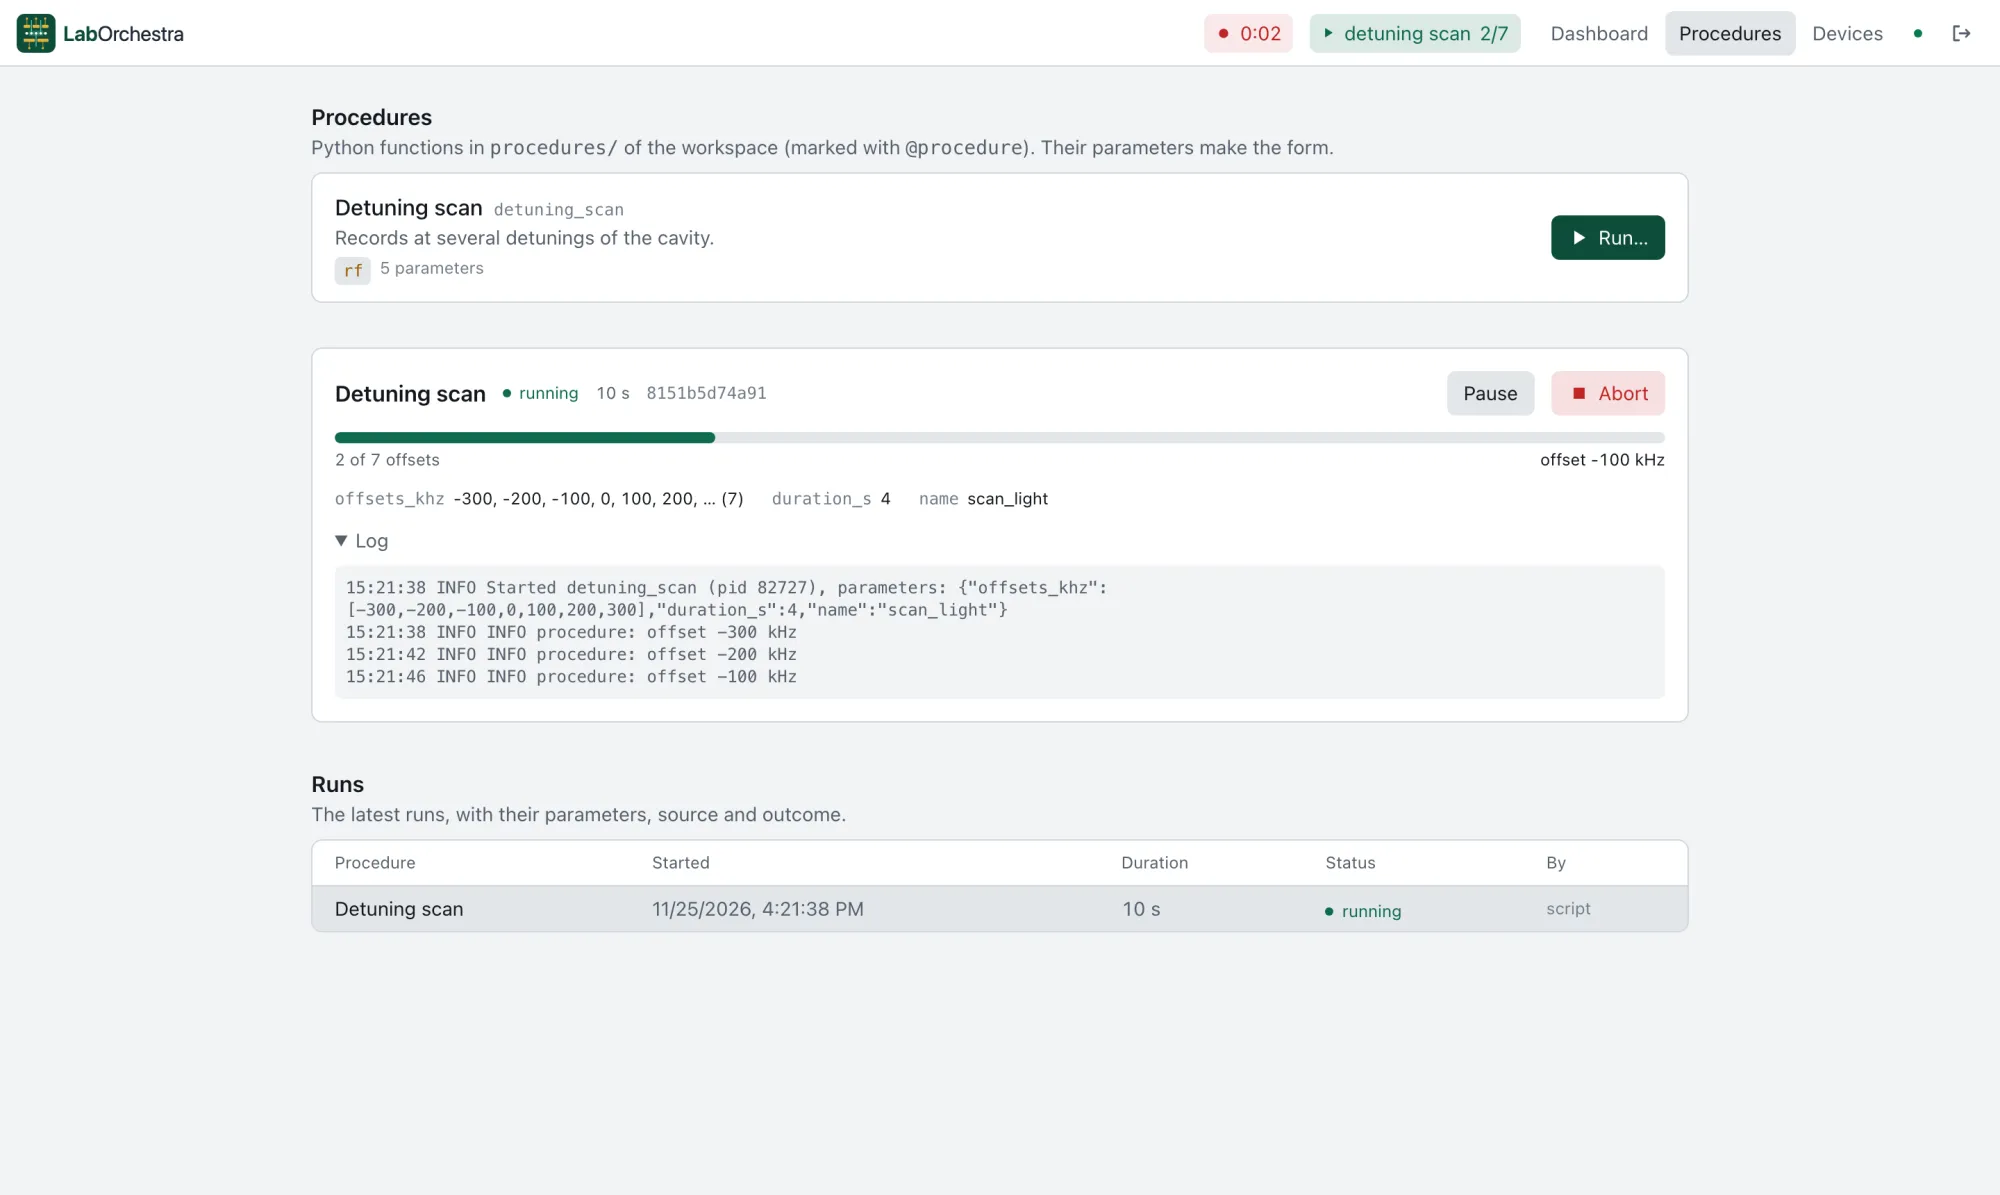 LabOrchestra
0:02
detuning scan 2/7
Dashboard
Procedures
Devices
Procedures
Python functions in procedures/ of the workspace (marked with @procedure). Their parameters make the form.
Detuning scan detuning_scan
Records at several detunings of the cavity.
rf 5 parameters
Run...
Detuning scan running 10 s 8151b5d74a91
Pause
Abort
2 of 7 offsets
offset -100 kHz
offsets_khz -300, -200, -100, 0, 100, 200, ... (7) duration_s 4 name scan_light
Log
15:21:38 INFO Started detuning_scan (pid 82727), parameters: {"offsets_khz":
[-300,-200,-100,0,100,200,300],"duration_s":4,"name":"scan_light"}
15:21:38 INFO INFO procedure: offset -300 kHz
15:21:42 INFO INFO procedure: offset -200 kHz
15:21:46 INFO INFO procedure: offset -100 kHz
Runs
The latest runs, with their parameters, source and outcome.
Procedure Started Duration Status By
Detuning scan 11/25/2026, 4:21:38 PM 10 s running script